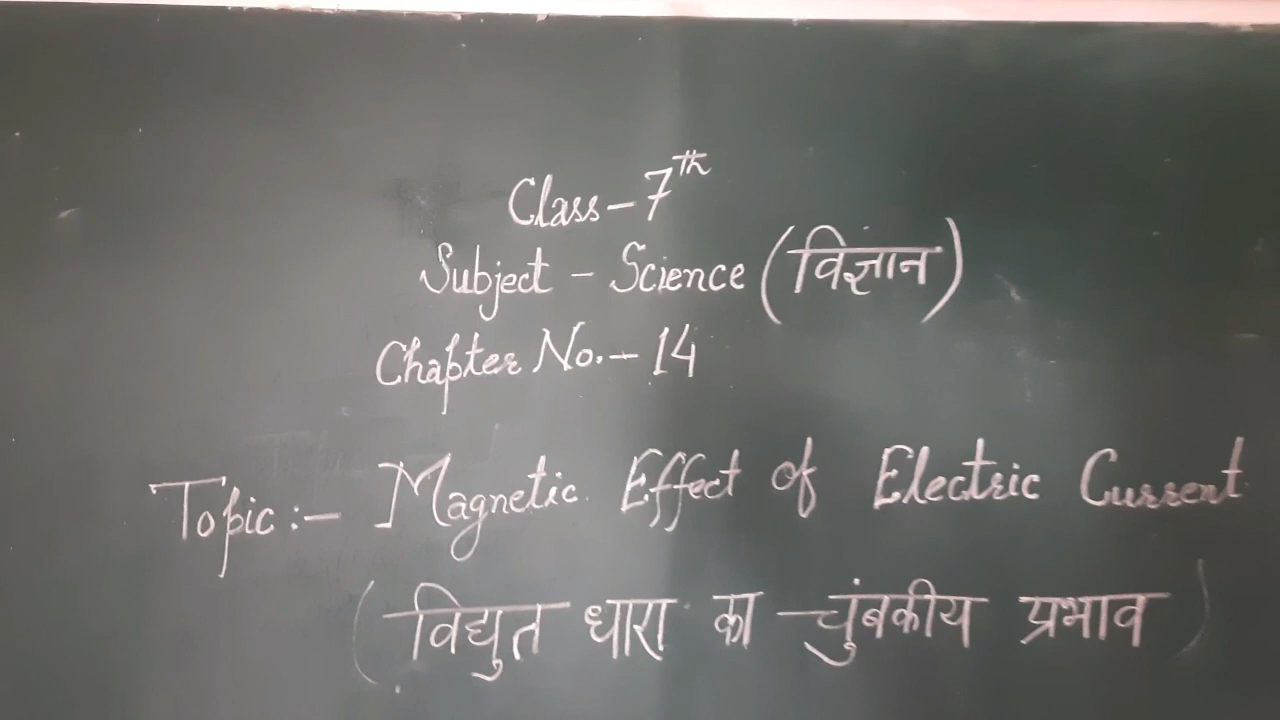 Class - 7th
Subject - Science (विज्ञान)
Chapter No. - 14
Topic :- Magnetic Effect of Electric Current
(विद्युत धारा का चुंबकीय प्रभाव)